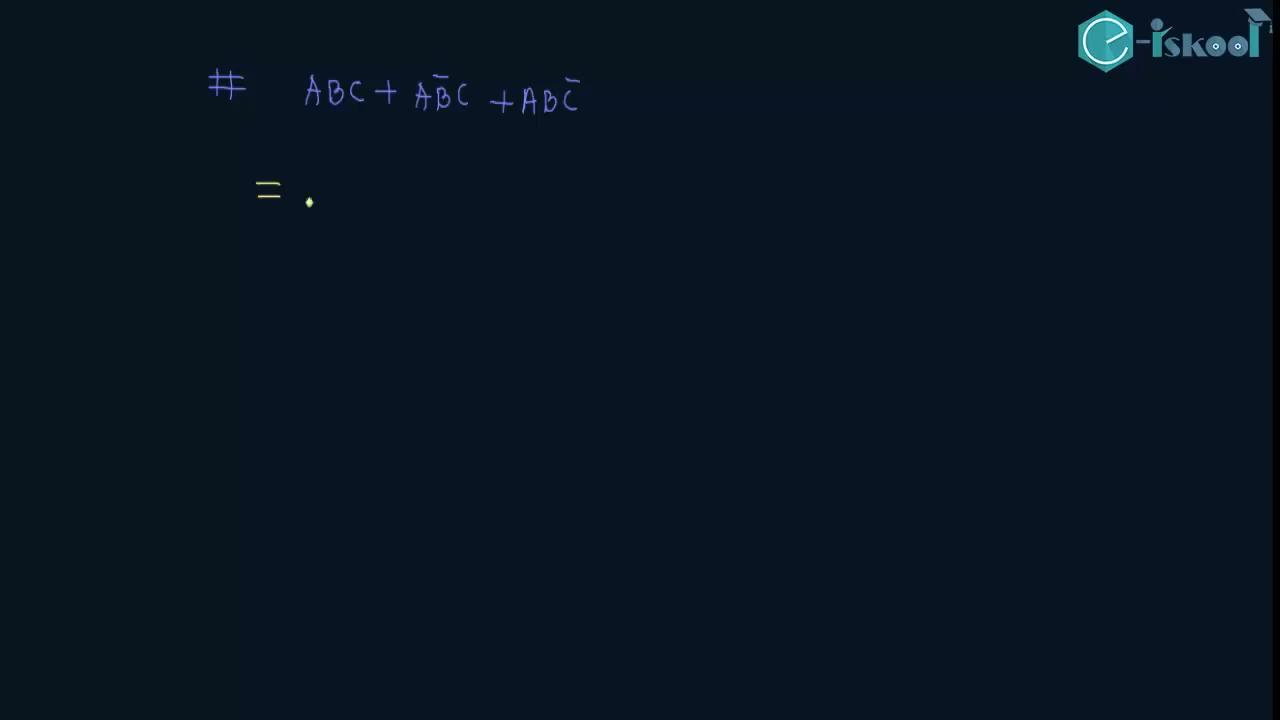 e-iskool
# ABC + AB̄C + ABC̄
= .